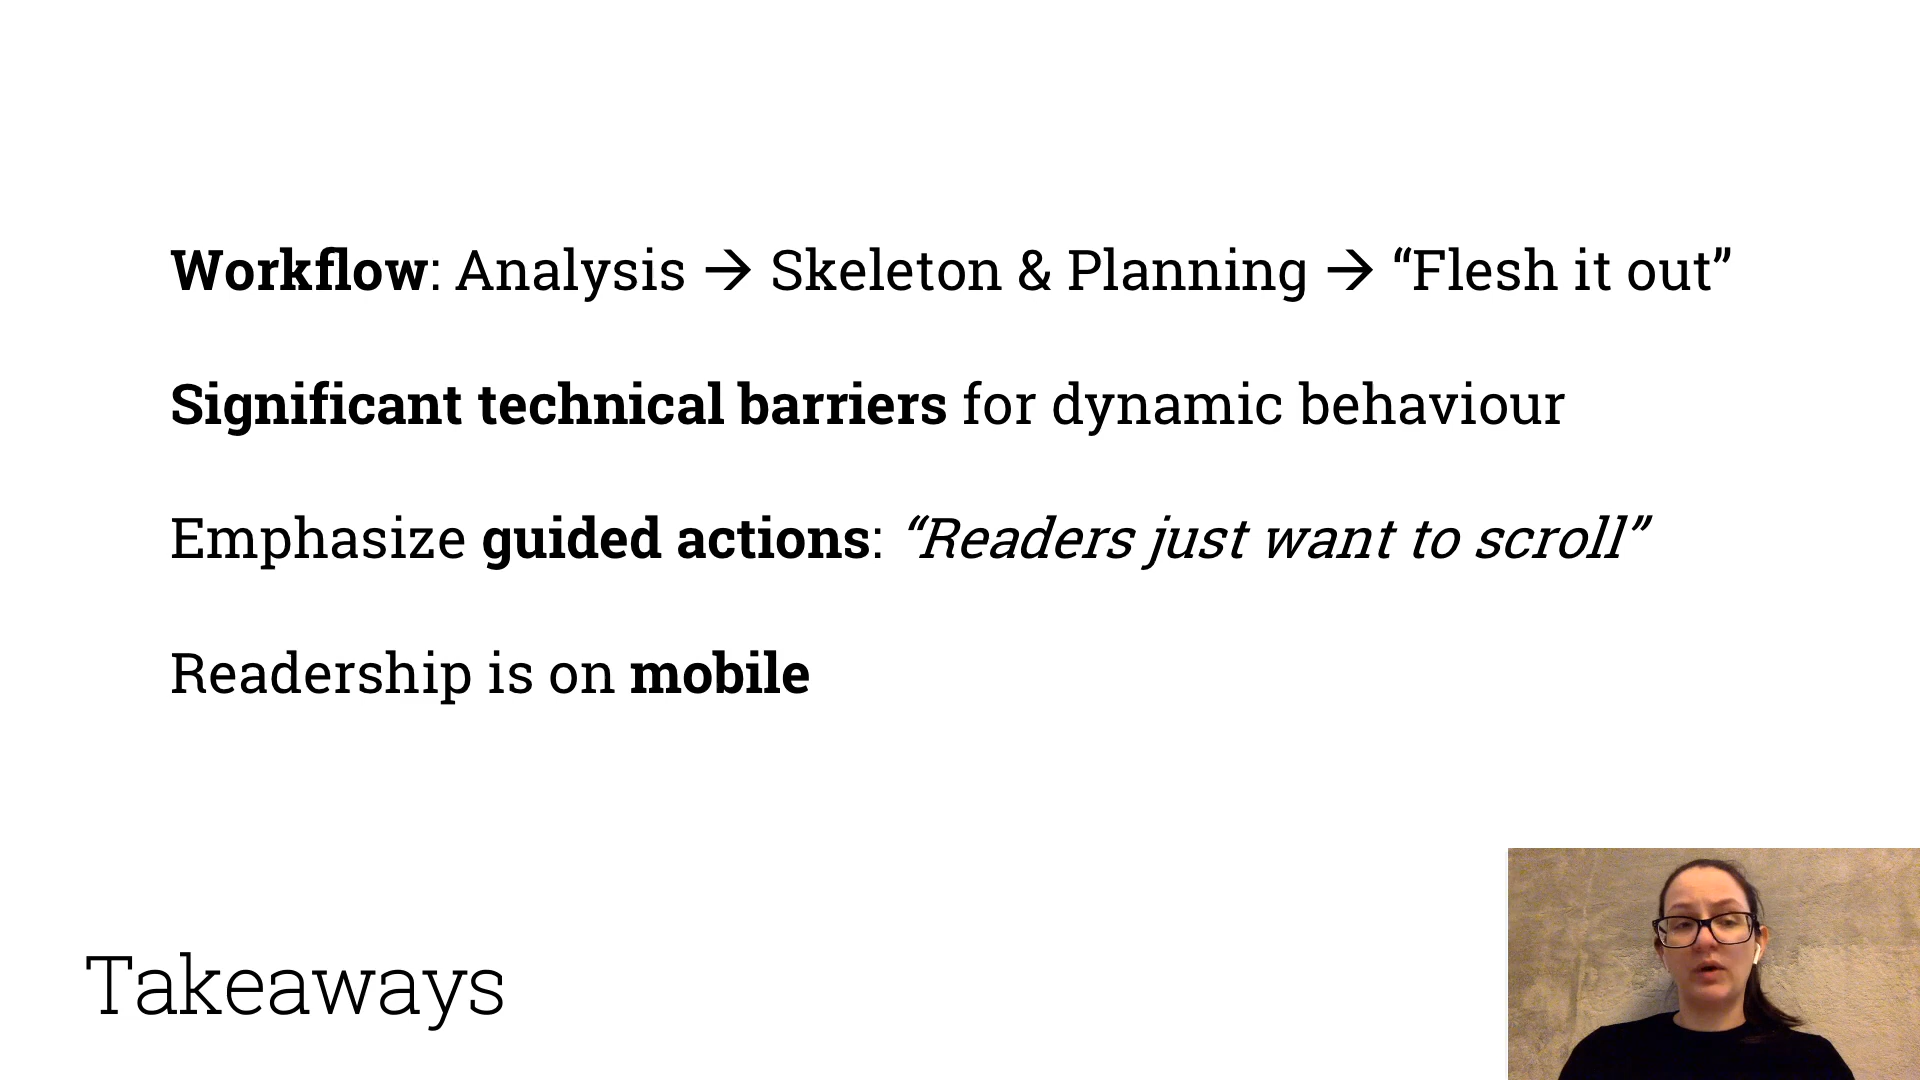 Workflow: Analysis → Skeleton & Planning → “Flesh it out”
Significant technical barriers for dynamic behaviour
Emphasize guided actions: “Readers just want to scroll”
Readership is on mobile
Takeaways